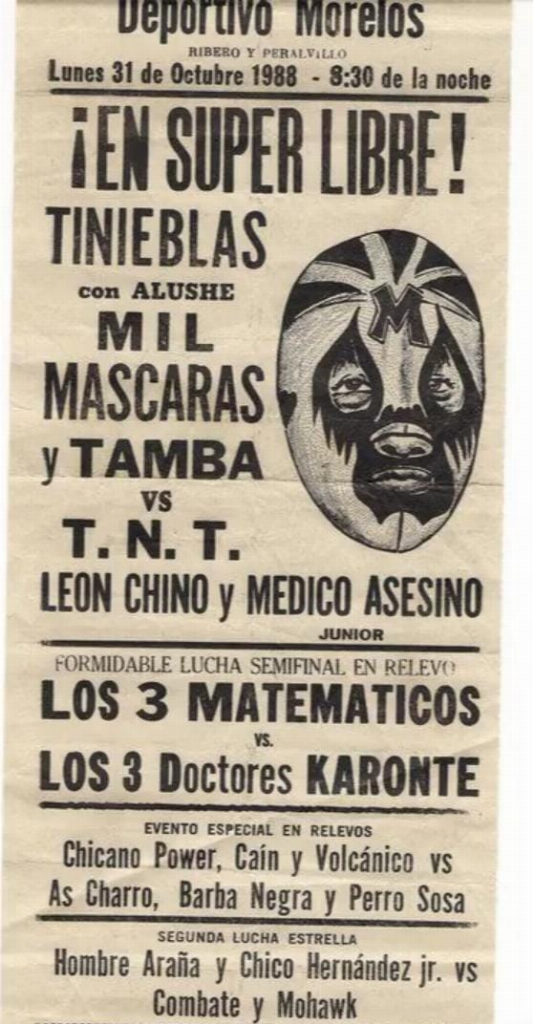 Deportivo Morelos
RIBERO Y PERALVILLO
Lunes 31 de Octubre 1988 - 8:30 de la noche
¡EN SUPER LIBRE!
TINIEBLAS
con ALUSHE
MIL
MASCARAS
y TAMBA
VS
T. N. T.
LEON CHINO y MEDICO ASESINO
JUNIOR
M
FORMIDABLE LUCHA SEMIFINAL EN RELEVO
LOS 3 MATEMATICOS
VS.
LOS 3 Doctores KARONTE
EVENTO ESPECIAL EN RELEVOS
Chicano Power, Caín y Volcánico vs
As Charro, Barba Negra y Perro Sosa
SEGUNDA LUCHA ESTRELLA
Hombre Araña y Chico Hernández jr. vs
Combate y Mohawk